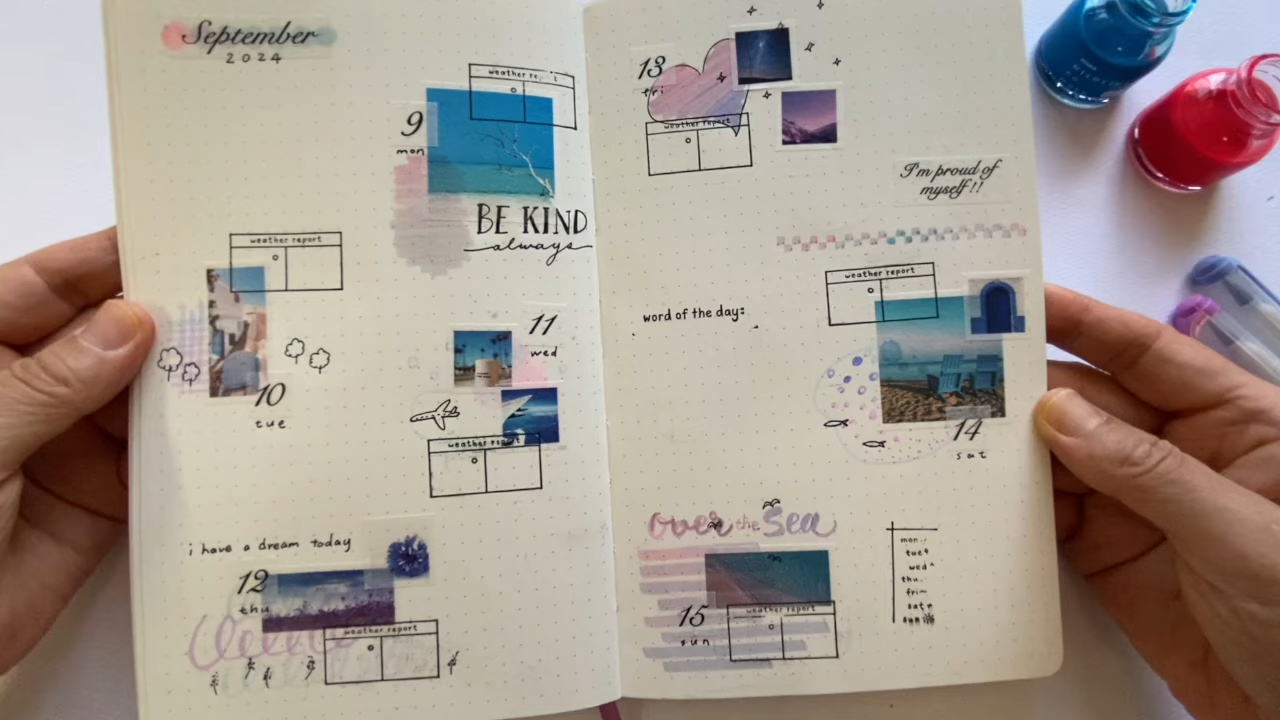 September
2024
weather report
9
mon
BE KIND
always
weather report
10
tue
11
wed
weather report
i have a dream today
12
thu
weather report
13
fri
weather report
I'm proud of
myself!!
word of the day:
weather report
14
sat
over the sea
15
sun
weather report
mon
tue
wed
thu
fri
sat
sun